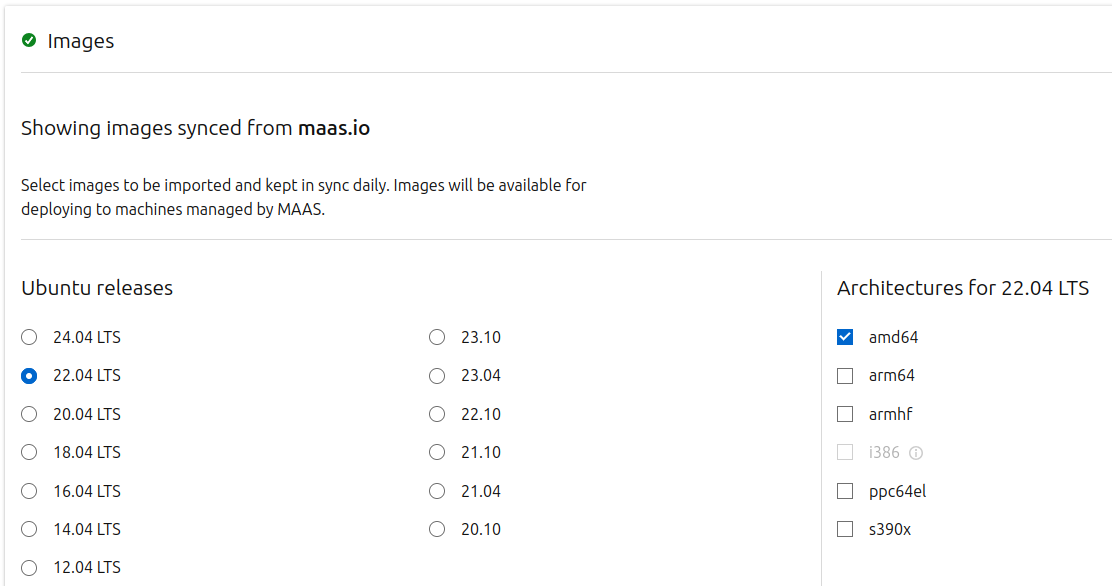 Images
Showing images synced from maas.io
Select images to be imported and kept in sync daily. Images will be available for
deploying to machines managed by MAAS.
Ubuntu releases
24.04 LTS
22.04 LTS
20.04 LTS
18.04 LTS
16.04 LTS
14.04 LTS
12.04 LTS
23.10
23.04
22.10
21.10
21.04
20.10
Architectures for 22.04 LTS
amd64
arm64
armhf
i386
ppc64el
s390x